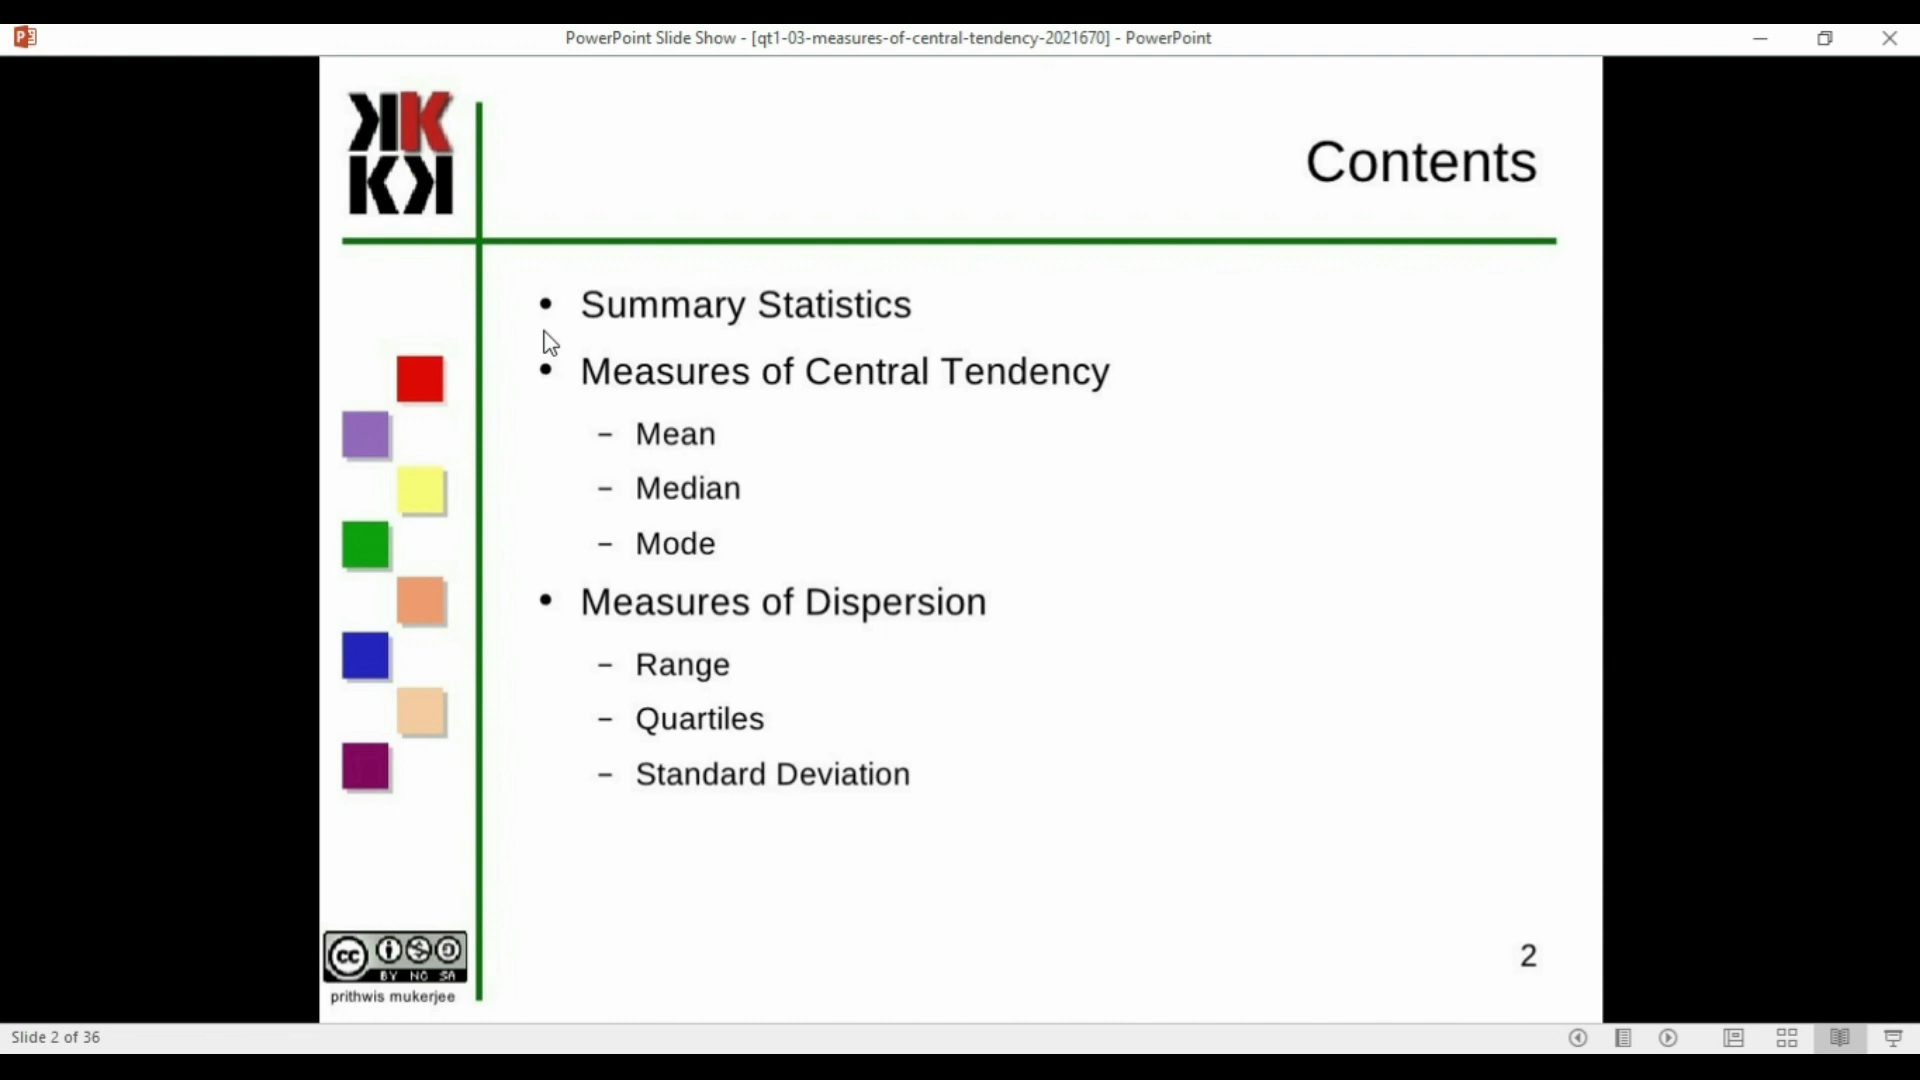 PowerPoint Slide Show - [qt1-03-measures-of-central-tendency-2021670] - PowerPoint
Contents
• Summary Statistics
• Measures of Central Tendency
– Mean
– Median
– Mode
• Measures of Dispersion
– Range
– Quartiles
– Standard Deviation
cc
BY NC SA
prithwis mukerjee
2
Slide 2 of 36